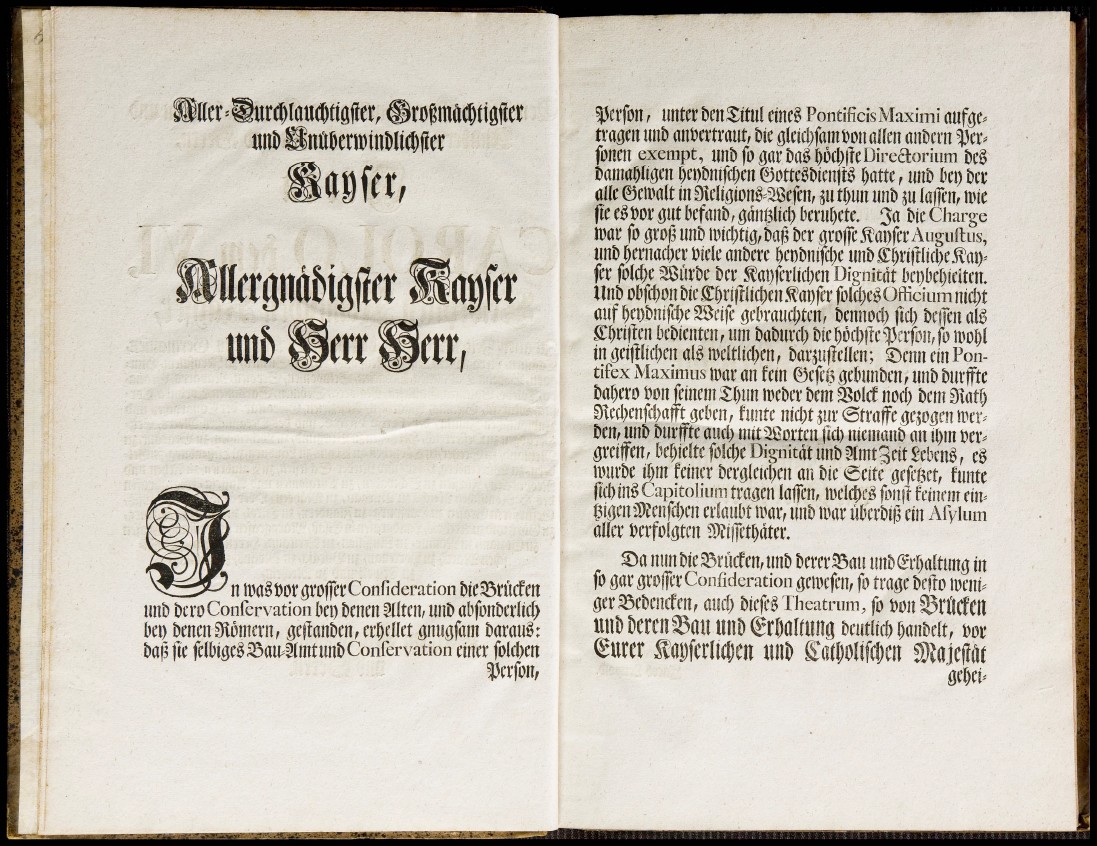 Aller-Durchlauchtigster, Großmächtigster
und Unüberwindlichster
Kayser,
Allergnädigster Kayser
und Herr Herr,
In was vor grosser Consideration die Brücken
und dero Conservation bey denen Alten, und absonderlich
bey denen Römern, gestanden, erhellet gnugsam daraus:
daß sie selbiges Bau-Amt und Conservation einer solchen
Person,
Person, unter den Titul eines Pontificis Maximi aufge-
tragen und anvertraut, die gleichsam von allen andern Per-
sonen exempt, und so gar das höchste Directorium des
damahligen heydnischen Gottesdiensts hatte, und bey der
alle Gewalt in Religions-Wesen, zu thun und zu lassen, wie
sie es vor gut befand, gäntzlich beruhete. Ja die Charge
war so groß und wichtig, daß der grosse Kayser Augustus,
und hernacher viele andere heydnische und Christliche Kay-
ser solche Würde der Kayserlichen Dignität beybehielten.
Und obschon die Christlichen Kayser solches Officium nicht
auf heydnische Weise gebrauchten, dennoch sich dessen als
Christen bedienten, um dadurch die höchste Person, so wohl
in geistlichen als weltlichen, darzustellen; Denn ein Pon-
tifex Maximus war an kein Gesetz gebunden, und durffte
dahero von seinem Thun weder dem Volck noch dem Rath
Rechenschafft geben, kunte nicht zur Straffe gezogen wer-
den, und durffte auch mit Worten sich niemand an ihm ver-
greiffen, behielte solche Dignität und Amt Zeit Lebens, es
wurde ihm keiner dergleichen an die Seite gesetzet, kunte
sich ins Capitolium tragen lassen, welches sonst keinem ein-
tzigen Menschen erlaubt war, und war überdiß ein Asylum
aller verfolgten Missethäter.
Da nun die Brücken, und derer Bau und Erhaltung in
so gar grosser Consideration gewesen, so trage desto weni-
ger Bedencken, auch dieses Theatrum, so von Brücken
und deren Bau und Erhaltung deutlich handelt, vor
Eurer Kayserlichen und Catholischen Majestät
gehei-